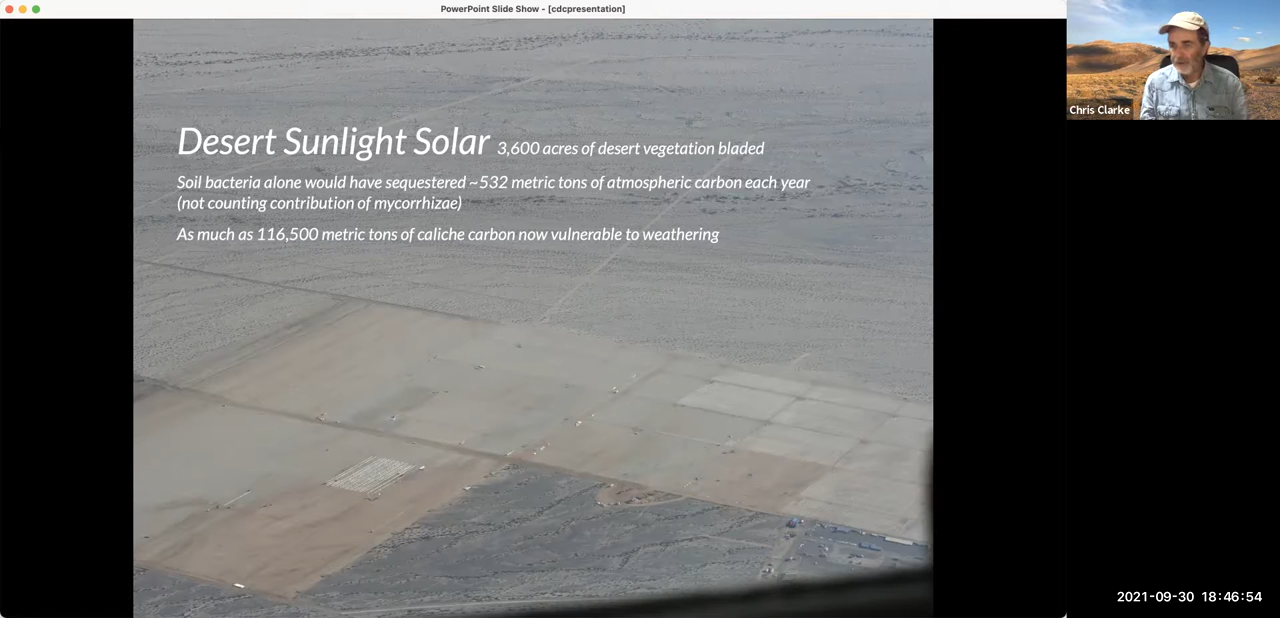 PowerPoint Slide Show - [cdcpresentation]
Desert Sunlight Solar 3,600 acres of desert vegetation bladed
Soil bacteria alone would have sequestered ~532 metric tons of atmospheric carbon each year
(not counting contribution of mycorrhizae)
As much as 116,500 metric tons of caliche carbon now vulnerable to weathering
Chris Clarke
2021-09-30 18:46:54